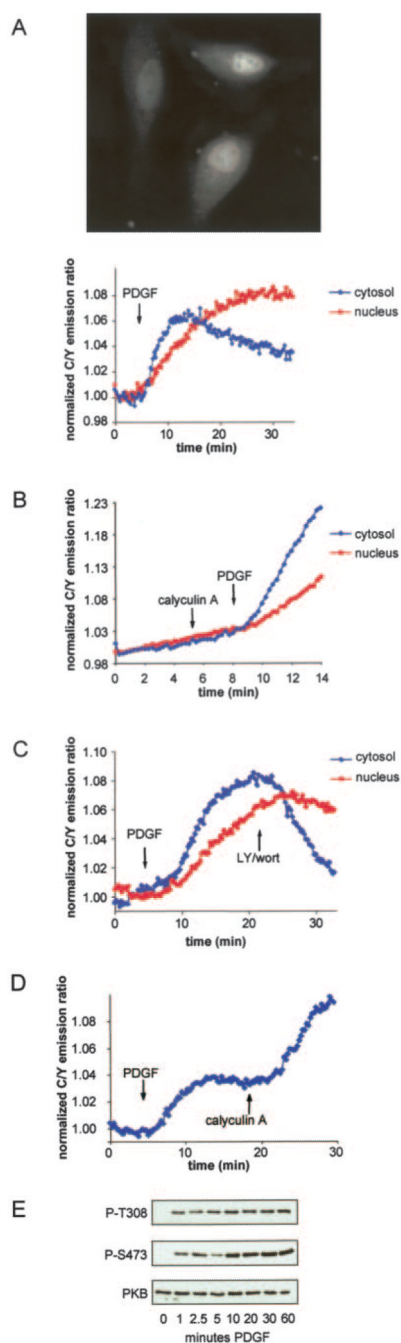 A
normalized C/Y emission ratio
1.08
1.06
1.04
1.02
1.00
0.98
PDGF
cytosol
nucleus
0 10 20 30
time (min)
B
normalized C/Y emission ratio
1.23
1.18
1.13
1.08
1.03
0.98
calyculin A
PDGF
cytosol
nucleus
0 2 4 6 8 10 12 14
time (min)
C
normalized C/Y emission ratio
1.10
1.08
1.06
1.04
1.02
1.00
PDGF
LY/wort
cytosol
nucleus
0 10 20 30
time (min)
D
normalized C/Y emission ratio
1.08
1.06
1.04
1.02
1.00
PDGF
calyculin A
0 10 20 30
time (min)
E
P-T308
P-S473
PKB
0 1 2.5 5 10 20 30 60
minutes PDGF